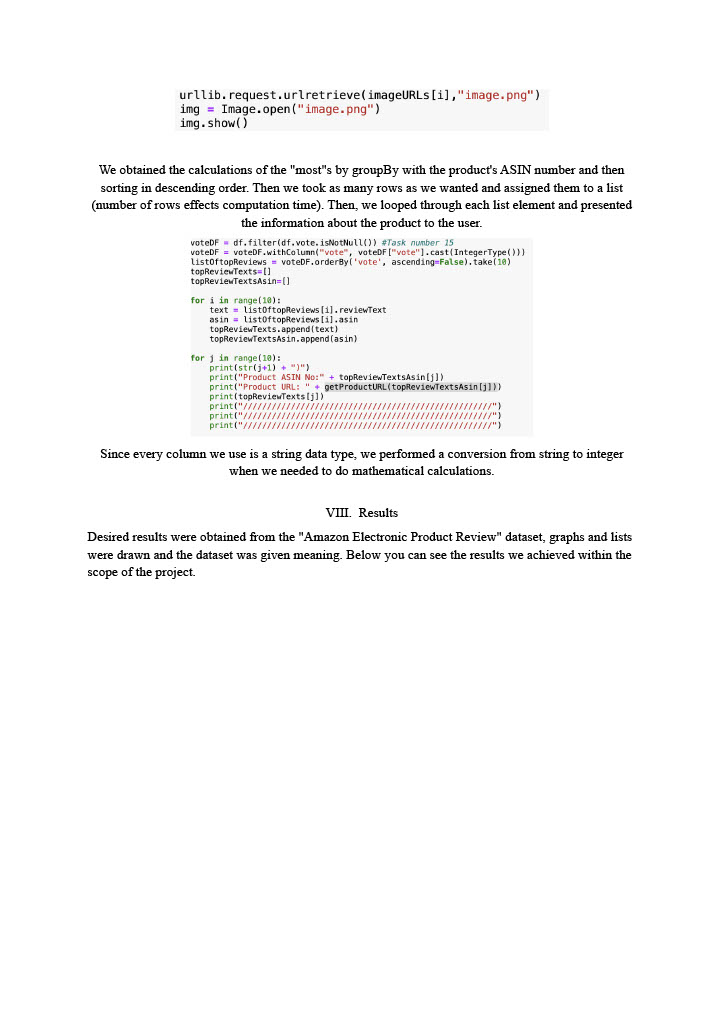 urllib.request.urlretrieve(imageURLs[i],"image.png")
img = Image.open("image.png")
img.show()
We obtained the calculations of the "most"s by groupBy with the product's ASIN number and then
sorting in descending order. Then we took as many rows as we wanted and assigned them to a list
(number of rows effects computation time). Then, we looped through each list element and presented
the information about the product to the user.
voteDF = df.filter(df.vote.isNotNull()) #Task number 15
voteDF = voteDF.withColumn("vote", voteDF["vote"].cast(IntegerType()))
listOftopReviews = voteDF.orderBy('vote', ascending=False).take(10)
topReviewTexts=[]
topReviewTextsAsin=[]
for i in range(10):
    text = listOftopReviews[i].reviewText
    asin = listOftopReviews[i].asin
    topReviewTexts.append(text)
    topReviewTextsAsin.append(asin)
for j in range(10):
    print(str(j+1) + ")")
    print("Product ASIN No:" + topReviewTextsAsin[j])
    print("Product URL: " + getProductURL(topReviewTextsAsin[j]))
    print(topReviewTexts[j])
    print("////////////////////////////////////////////////////")
    print("////////////////////////////////////////////////////")
    print("////////////////////////////////////////////////////")
Since every column we use is a string data type, we performed a conversion from string to integer
when we needed to do mathematical calculations.
VIII. Results
Desired results were obtained from the "Amazon Electronic Product Review" dataset, graphs and lists
were drawn and the dataset was given meaning. Below you can see the results we achieved within the
scope of the project.